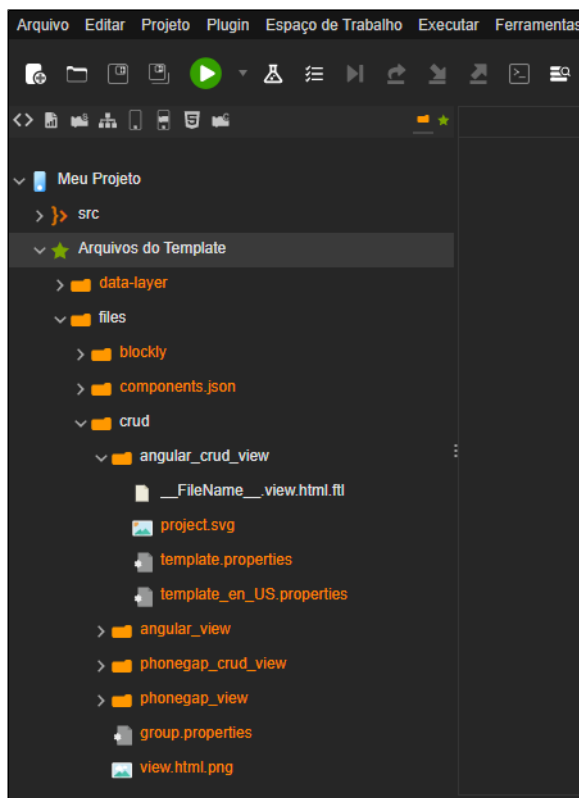 Arquivo Editar Projeto Plugin Espaço de Trabalho Executar Ferramentas
Meu Projeto
src
Arquivos do Template
data-layer
files
blockly
components.json
crud
angular_crud_view
__FileName__.view.html.ftl
project.svg
template.properties
template_en_US.properties
angular_view
phonegap_crud_view
phonegap_view
group.properties
view.html.png